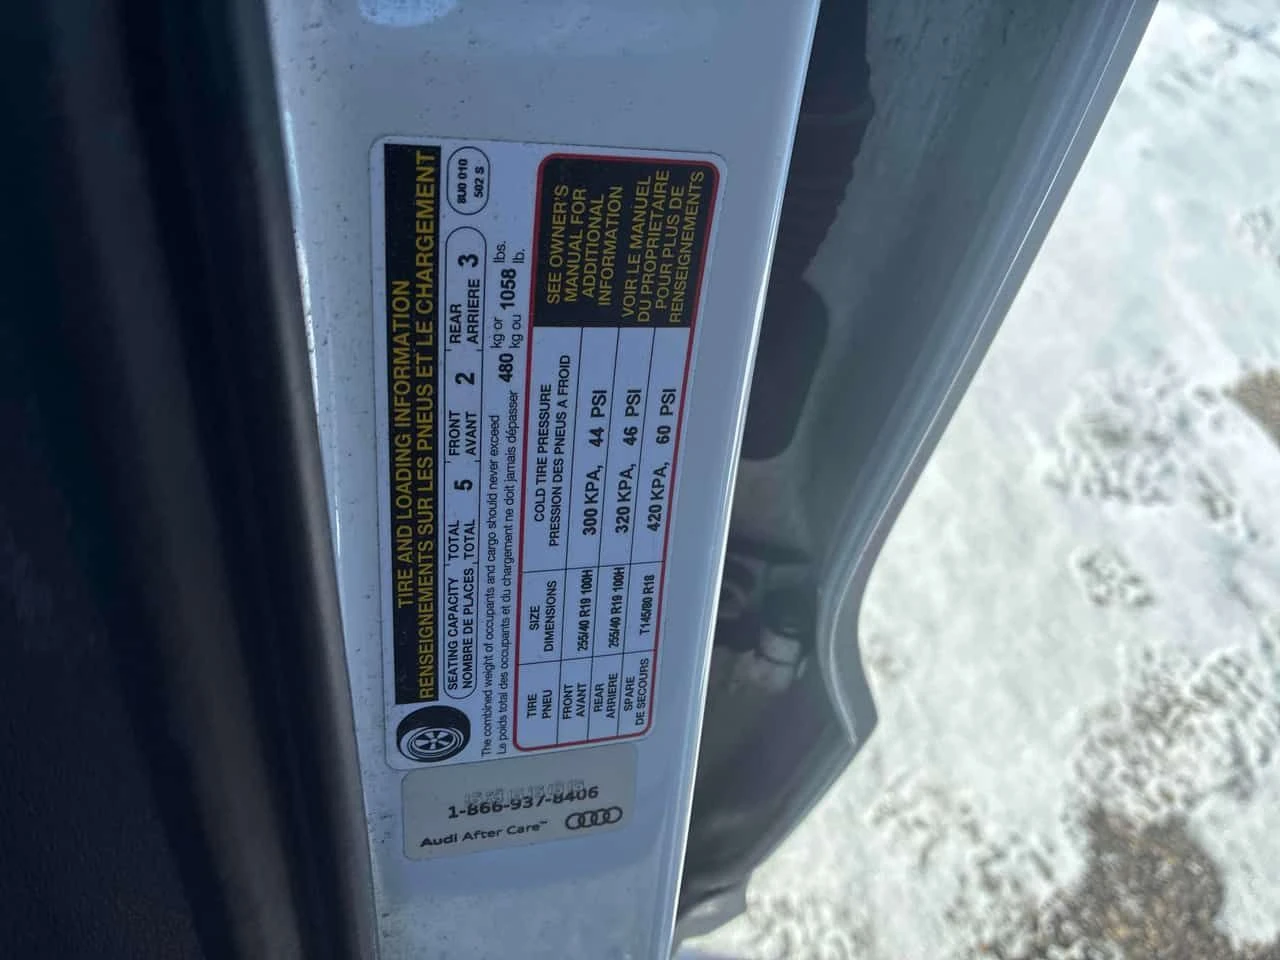 TIRE AND LOADING INFORMATION
RENSEIGNEMENTS SUR LES PNEUS ET LE CHARGEMENT
8U0 010
502 S
SEATING CAPACITY TOTAL 5 FRONT 2 REAR 3
NOMBRE DE PLACES TOTAL AVANT ARRIERE
The combined weight of occupants and cargo should never exceed 480 kg or 1058 lbs.
Le poids total des occupants et du chargement ne doit jamais dépasser kg ou lb.
TIRE SIZE COLD TIRE PRESSURE
PNEU DIMENSIONS PRESSION DES PNEUS A FROID
FRONT
AVANT 255/40 R19 100H 300 KPA, 44 PSI
REAR
ARRIERE 255/40 R19 100H 320 KPA, 46 PSI
SPARE
DE SECOURS T145/80 R18 420 KPA, 60 PSI
SEE OWNER'S
MANUAL FOR
ADDITIONAL
INFORMATION
VOIR LE MANUEL
DU PROPRIETAIRE
POUR PLUS DE
RENSEIGNEMENTS
1-866-937-8406
Audi After Care™